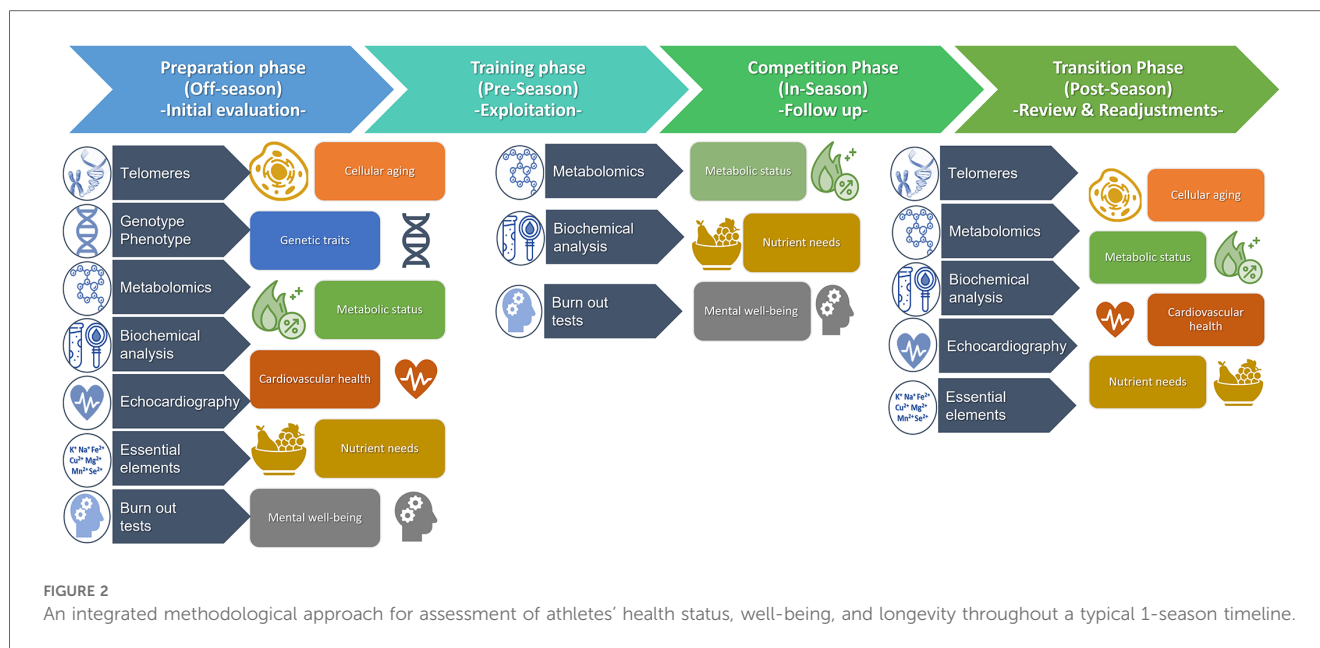 Preparation phase
(Off-season)
-Initial evaluation-
Training phase
(Pre-Season)
-Exploitation-
Competition Phase
(In-Season)
-Follow up-
Transition Phase
(Post-Season)
-Review & Readjustments-
Telomeres
Cellular aging
Genotype
Phenotype
Genetic traits
Metabolomics
Metabolic status
Biochemical
analysis
Cardiovascular health
Echocardiography
K⁺ Na⁺ Fe²⁺
Cu²⁺ Mg²⁺
Mn²⁺ Se²⁺
Essential
elements
Nutrient needs
Burn out
tests
Mental well-being
Metabolomics
Metabolic status
Biochemical
analysis
Nutrient needs
Burn out
tests
Mental well-being
Telomeres
Cellular aging
Metabolomics
Metabolic status
Biochemical
analysis
Cardiovascular
health
Echocardiography
K⁺ Na⁺ Fe²⁺
Cu²⁺ Mg²⁺
Mn²⁺ Se²⁺
Essential
elements
Nutrient needs
FIGURE 2
An integrated methodological approach for assessment of athletes' health status, well-being, and longevity throughout a typical 1-season timeline.